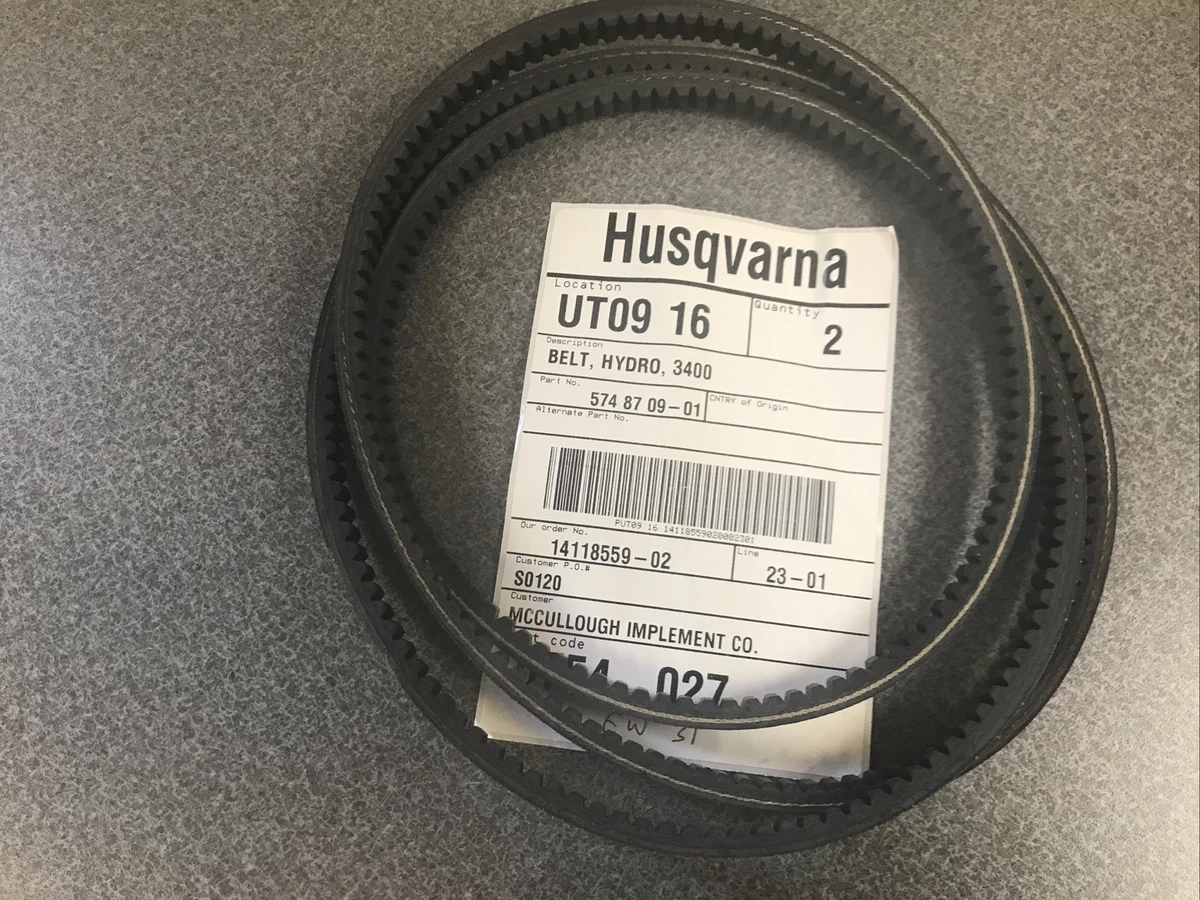 Husqvarna
Location
UT09 16
Quantity
2
Description
BELT, HYDRO, 3400
Part No.
574 87 09-01
CNTRY of Origin
Alternate Part No.
PUT09 16 14118559020002301
Our order No.
14118559-02
Line
23-01
Customer P.O.#
S0120
Customer
MCCULLOUGH IMPLEMENT CO.
code
027